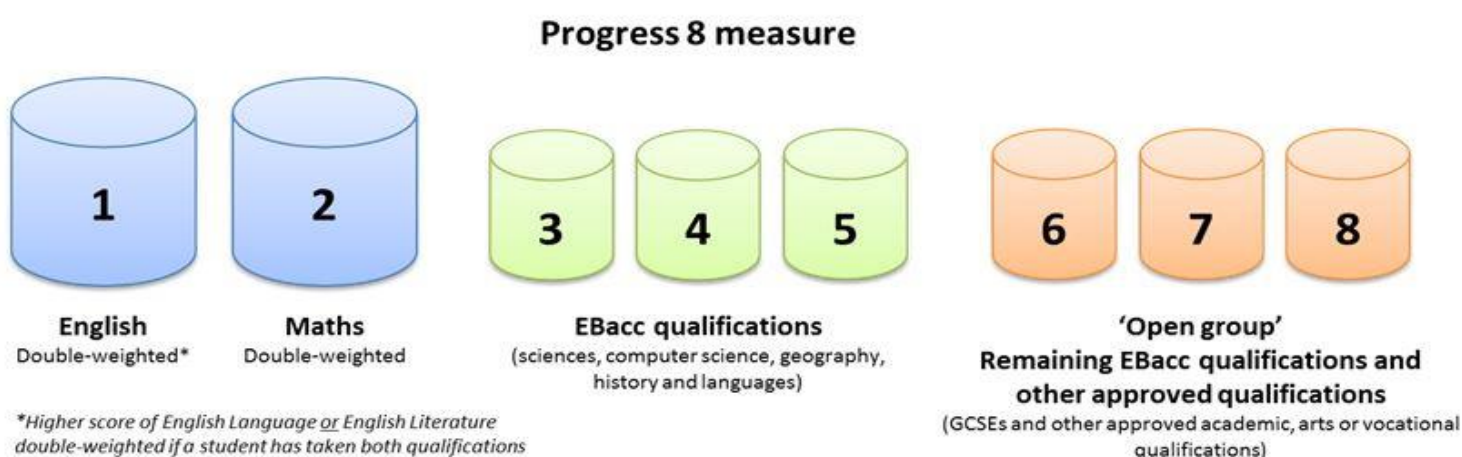 Progress 8 measure
1
2
3
4
5
6
7
8
English
Double-weighted*
Maths
Double-weighted
EBacc qualifications
(sciences, computer science, geography,
history and languages)
'Open group'
Remaining EBacc qualifications and
other approved qualifications
(GCSEs and other approved academic, arts or vocational
qualifications)
*Higher score of English Language or English Literature
double-weighted if a student has taken both qualifications